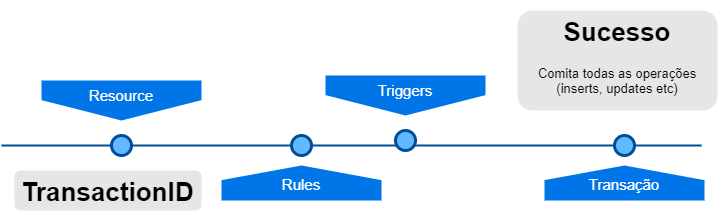 Sucesso
Comita todas as operações
(inserts, updates etc)
Resource
Triggers
TransactionID
Rules
Transação